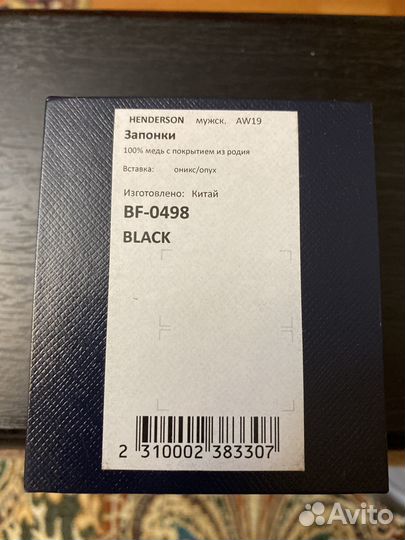 HENDERSON мужск. AW19
Запонки
100% медь с покрытием из родия
Вставка: оникс/onyx
Изготовлено: Китай
BF-0498
BLACK
2 310002 383307
Avito